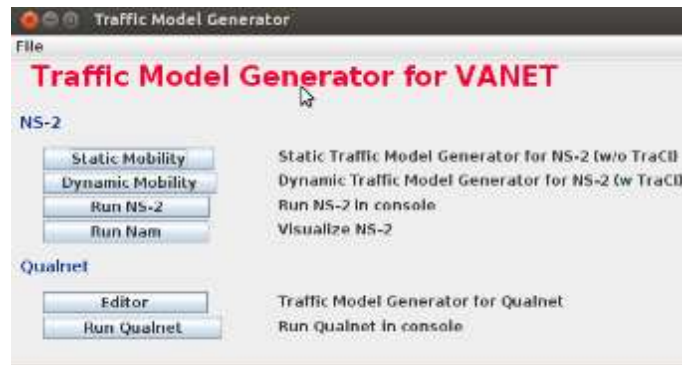 Traffic Model Generator
File
Traffic Model Generator for VANET
NS-2
Static Mobility Static Traffic Model Generator for NS-2 (w/o TraCI)
Dynamic Mobility Dynamic Traffic Model Generator for NS-2 (w TraCI)
Run NS-2 Run NS-2 in console
Run Nam Visualize NS-2
Qualnet
Editor Traffic Model Generator for Qualnet
Run Qualnet Run Qualnet in console